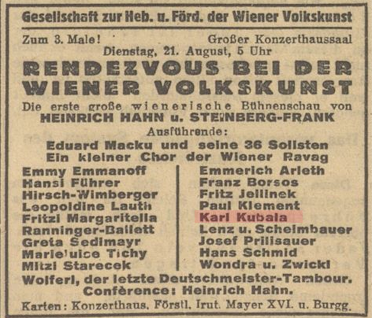 Gesellschaft zur Heb. u. Förd. der Wiener Volkskunst
Zum 3. Male! Großer Konzerthaussaal
Dienstag, 21. August, 5 Uhr
RENDEZVOUS BEI DER
WIENER VOLKSKUNST
Die erste große wienerische Bühnenschau von
HEINRICH HAHN u. STEINBERG-FRANK
Ausführende:
Eduard Macku und seine 36 Solisten
Ein kleiner Chor der Wiener Ravag
Emmy Emmanoff Emmerich Arleth
Hansi Führer Franz Borsos
Hirsch-Wimberger Fritz Jellinek
Leopoldine Lauth Paul Klement
Fritzi Margaritella Karl Kubala
Ranninger-Ballett Lenz u. Scheimbauer
Greta Sedlmayr Josef Prilisauer
Marieluice Tichy Hans Schmid
Mizi Starecek Wondra u. Zwickl
Wolferl, der letzte Deutschmeister-Tambour.
Conférence: Heinrich Hahn.
Karten: Konzerthaus, Förstl, Irut, Mayer XVI. u. Burgg.